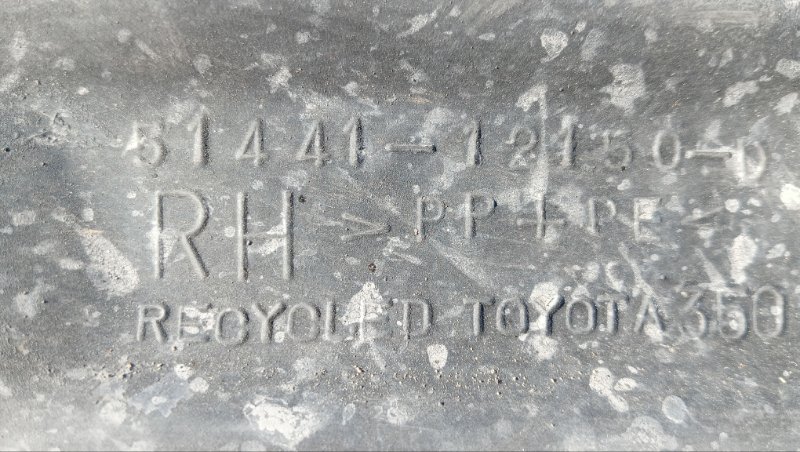 51441-12150-D
RH >PP+PE<
RECYCLED TOYOTA 350